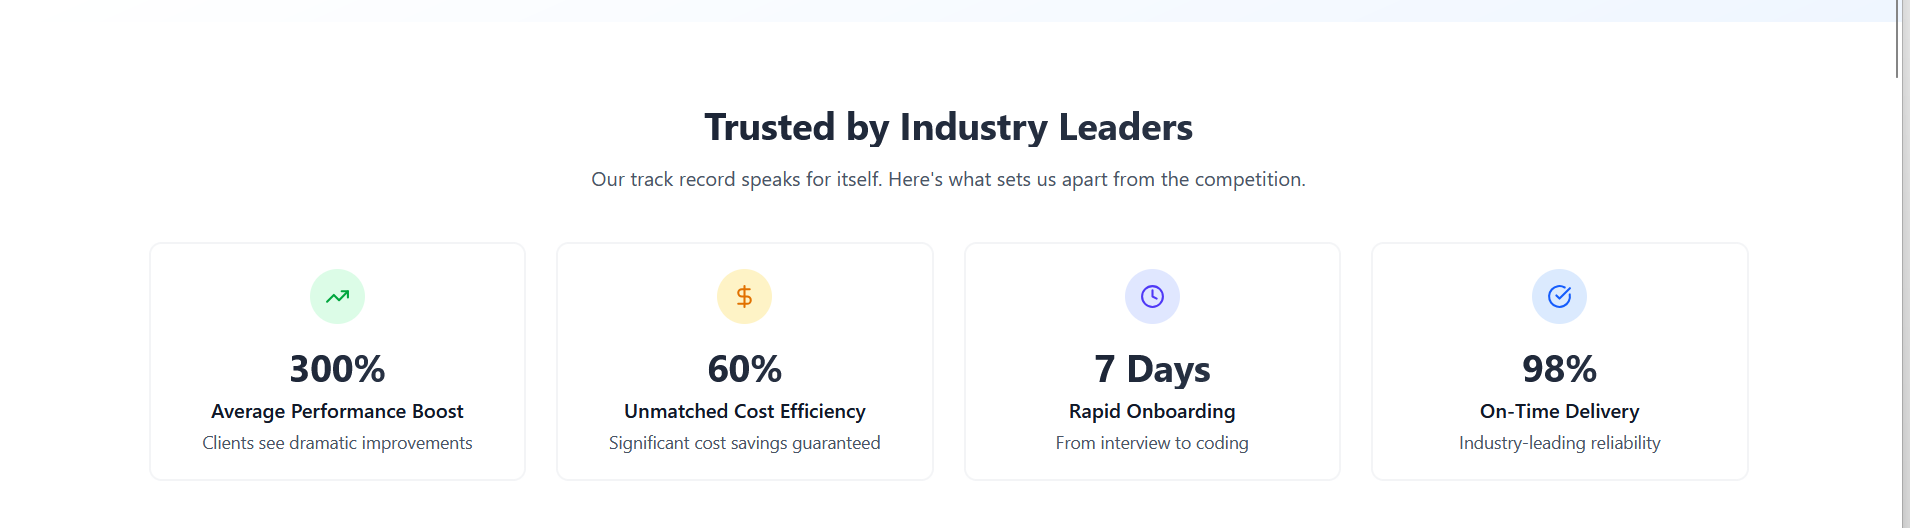 Trusted by Industry Leaders
Our track record speaks for itself. Here's what sets us apart from the competition.
300%
Average Performance Boost
Clients see dramatic improvements
60%
Unmatched Cost Efficiency
Significant cost savings guaranteed
7 Days
Rapid Onboarding
From interview to coding
98%
On-Time Delivery
Industry-leading reliability